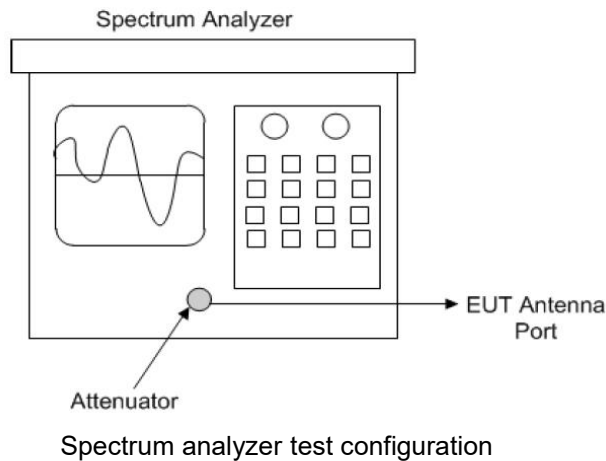 Spectrum Analyzer
EUT Antenna
Port
Attenuator
Spectrum analyzer test configuration